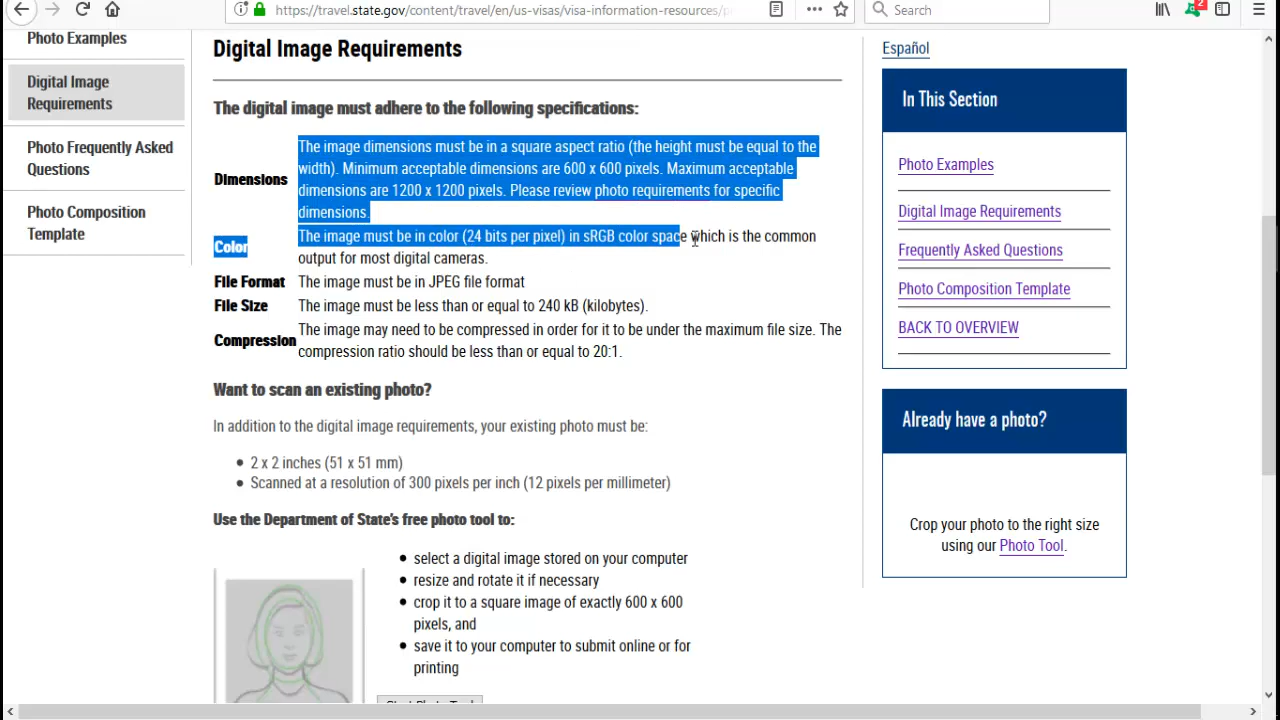 https://travel.state.gov/content/travel/en/us-visas/visa-information-resources/
Search
2
Photo Examples
Digital Image
Requirements
Photo Frequently Asked
Questions
Photo Composition
Template
Digital Image Requirements
The digital image must adhere to the following specifications:
Dimensions
The image dimensions must be in a square aspect ratio (the height must be equal to the
width). Minimum acceptable dimensions are 600 x 600 pixels. Maximum acceptable
dimensions are 1200 x 1200 pixels. Please review photo requirements for specific
dimensions.
Color
The image must be in color (24 bits per pixel) in sRGB color space which is the common
output for most digital cameras.
File Format The image must be in JPEG file format
File Size The image must be less than or equal to 240 kB (kilobytes).
Compression
The image may need to be compressed in order for it to be under the maximum file size. The
compression ratio should be less than or equal to 20:1.
Want to scan an existing photo?
In addition to the digital image requirements, your existing photo must be:
• 2 x 2 inches (51 x 51 mm)
• Scanned at a resolution of 300 pixels per inch (12 pixels per millimeter)
Use the Department of State's free photo tool to:
• select a digital image stored on your computer
• resize and rotate it if necessary
• crop it to a square image of exactly 600 x 600
pixels, and
• save it to your computer to submit online or for
printing
Español
In This Section
Photo Examples
Digital Image Requirements
Frequently Asked Questions
Photo Composition Template
BACK TO OVERVIEW
Already have a photo?
Crop your photo to the right size
using our Photo Tool.